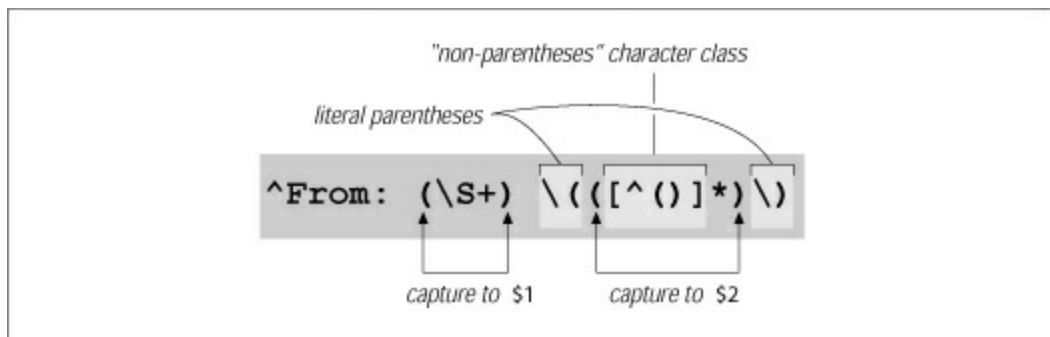 "non-parentheses" character class
literal parentheses
^From: (\S+) \(([^()]*)\)
capture to $1 capture to $2